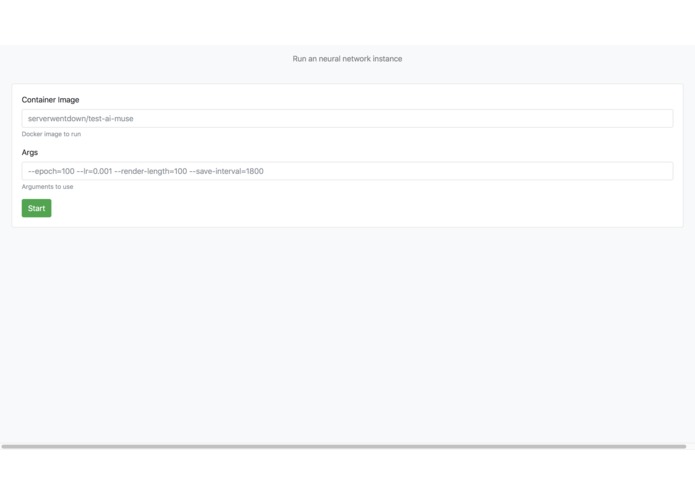 Run an neural network instance
Container Image
serverwentdown/test-ai-muse
Docker image to run
Args
--epoch=100 --lr=0.001 --render-length=100 --save-interval=1800
Arguments to use
Start